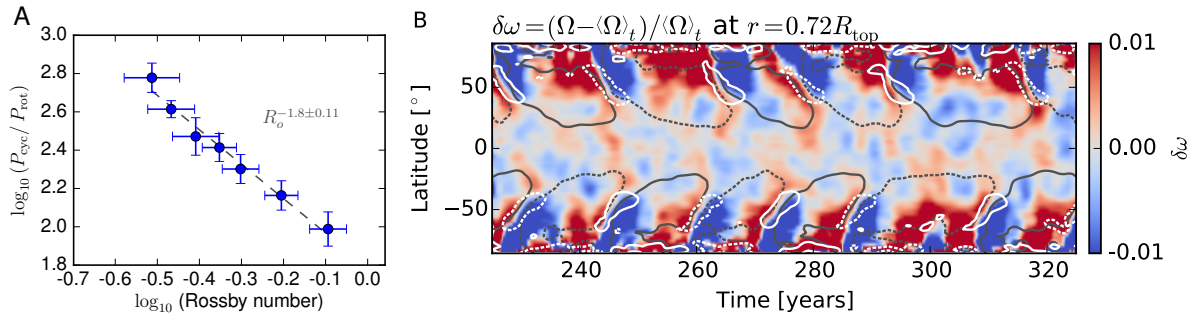 A
3.0
2.8
2.6
2.4
2.2
2.0
1.8
log₁₀(P_cyc/P_rot)
R_o^{-1.8±0.11}
-0.7 -0.6 -0.5 -0.4 -0.3 -0.2 -0.1 0.0
log₁₀ (Rossby number)
B
δω = (Ω−⟨Ω⟩_t)/⟨Ω⟩_t at r = 0.72R_top
50
0
−50
Latitude [°]
240 260 280 300 320
Time [years]
0.01
0.00
-0.01
δω